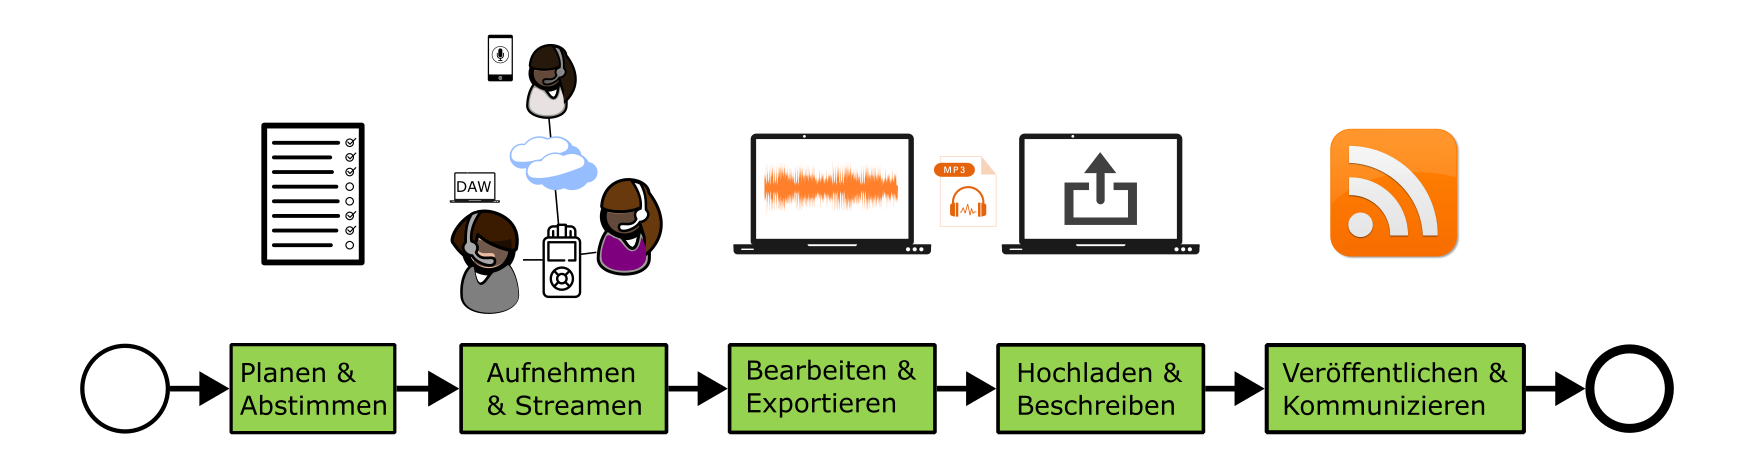 DAW
MP3
Planen &
Abstimmen
Aufnehmen
& Streamen
Bearbeiten &
Exportieren
Hochladen &
Beschreiben
Veröffentlichen &
Kommunizieren